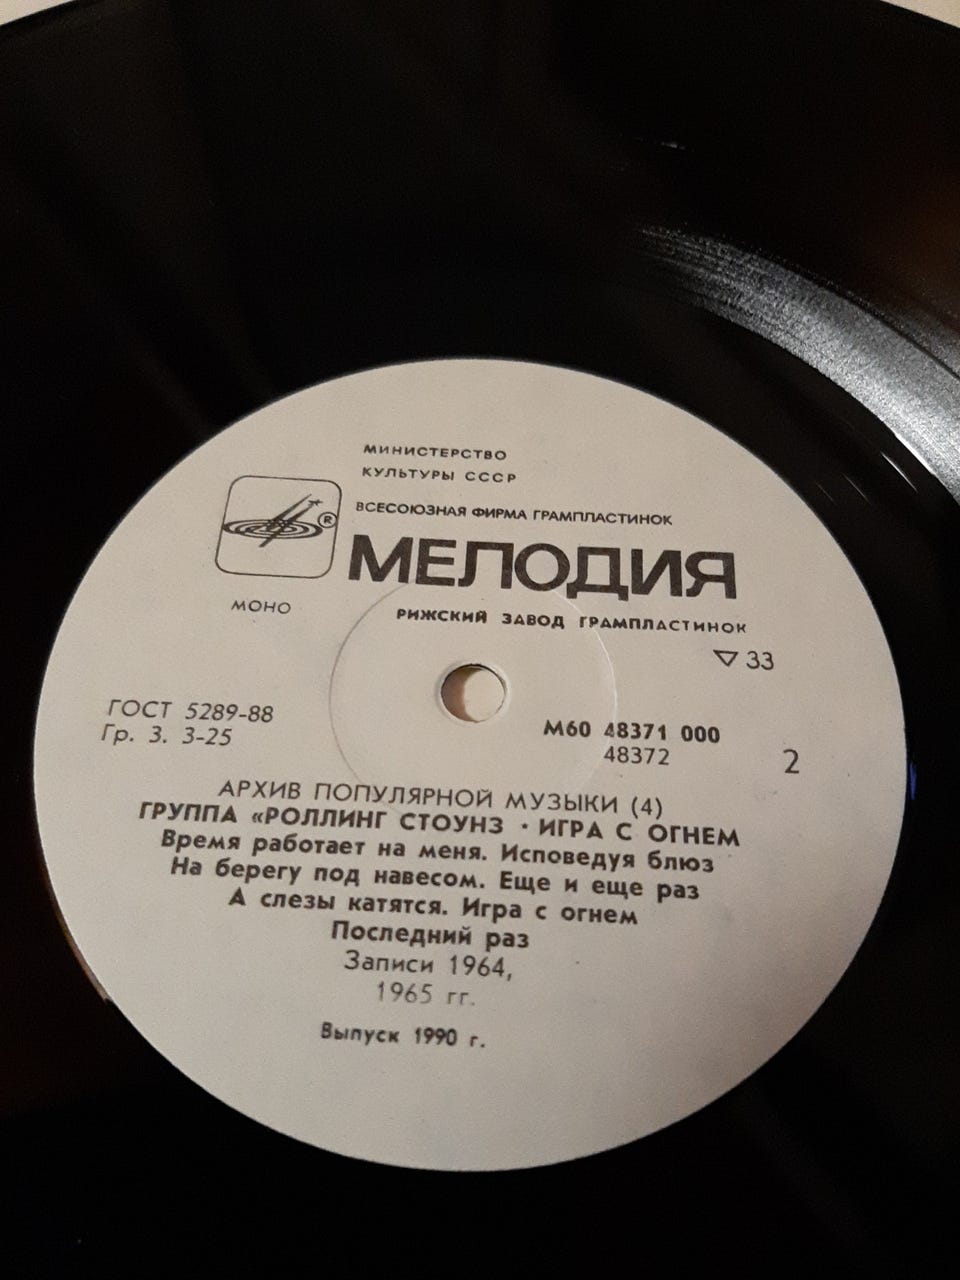 МИНИСТЕРСТВО
КУЛЬТУРЫ СССР
ВСЕСОЮЗНАЯ ФИРМА ГРАМПЛАСТИНОК
®
МЕЛОДИЯ
МОНО
РИЖСКИЙ ЗАВОД ГРАМПЛАСТИНОК
▽ 33
ГОСТ 5289-88
Гр. 3. 3-25
М60 48371 000
48372
2
АРХИВ ПОПУЛЯРНОЙ МУЗЫКИ (4)
ГРУППА «РОЛЛИНГ СТОУНЗ · ИГРА С ОГНЕМ
Время работает на меня. Исповедуя блюз
На берегу под навесом. Еще и еще раз
А слезы катятся. Игра с огнем
Последний раз
Записи 1964,
1965 гг.
Выпуск 1990 г.